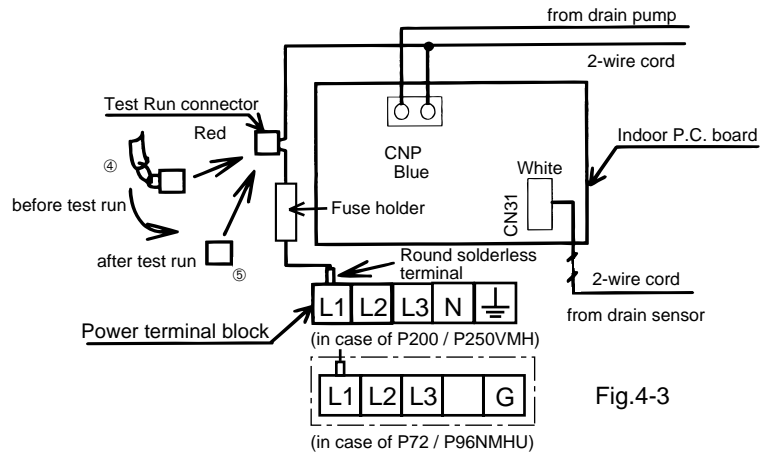 from drain pump
2-wire cord
Test Run connector
Red
Indoor P.C. board
CNP
Blue
White
CN31
④
before test run
Fuse holder
after test run
⑤
Round solderless
terminal
2-wire cord
from drain sensor
L1 L2 L3 N
Power terminal block
(in case of P200 / P250VMH)
L1 L2 L3 G
Fig.4-3
(in case of P72 / P96NMHU)